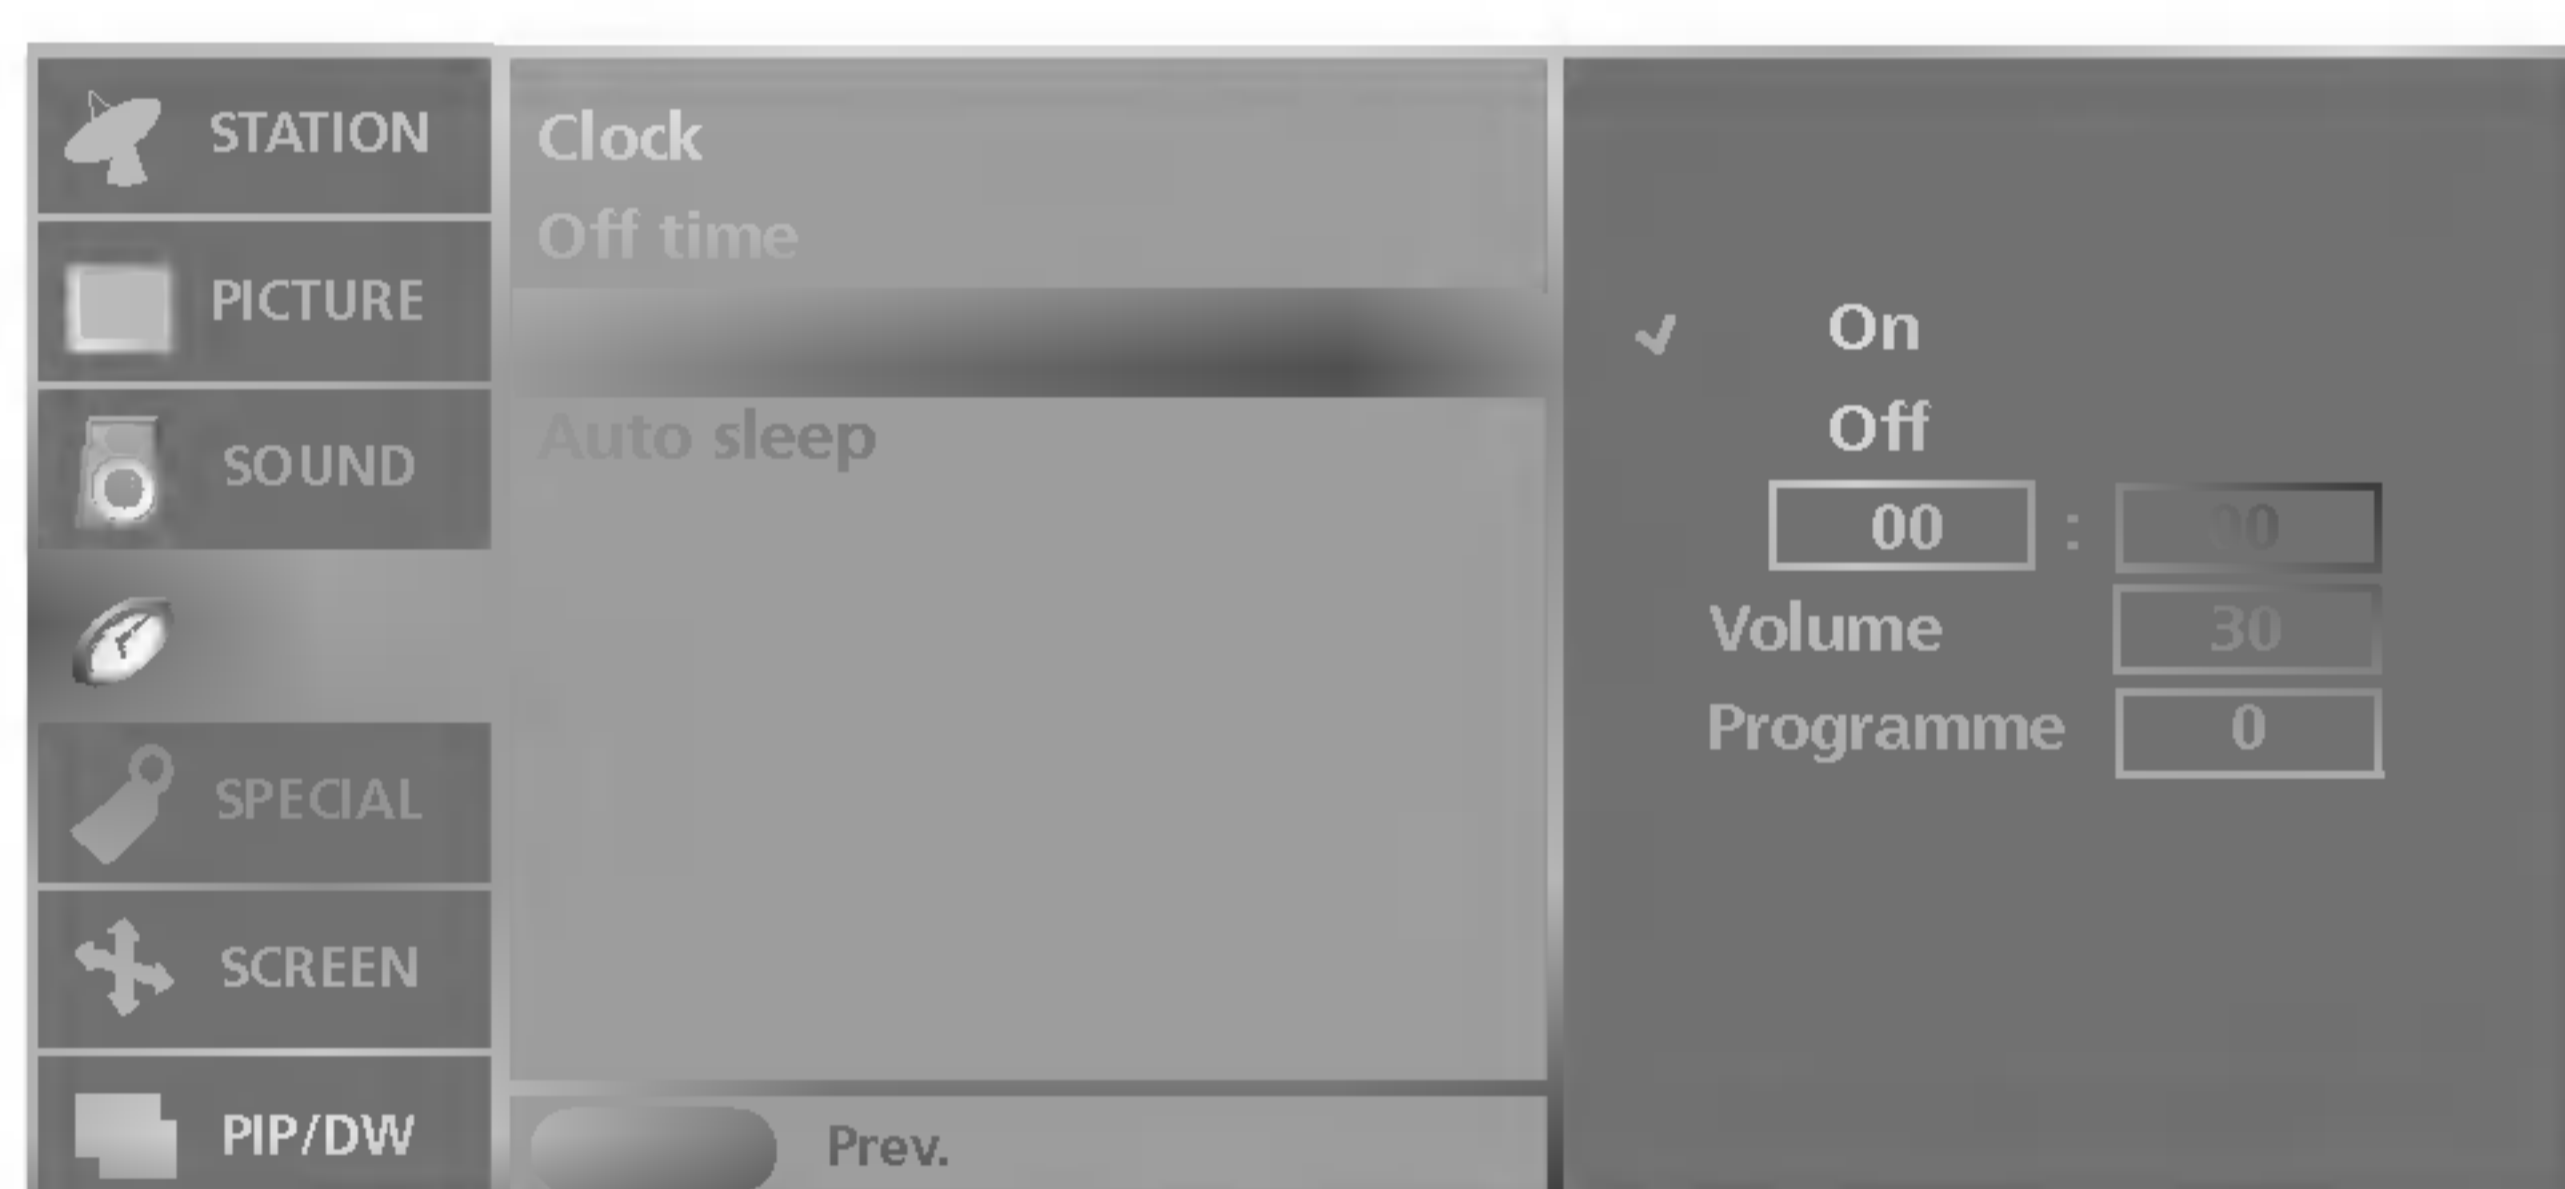 STATION
PICTURE
SOUND
SPECIAL
SCREEN
PIP/DW
Clock
Off time
Auto sleep
Prev.
On
Off
00 : 00
Volume 30
Programme 0